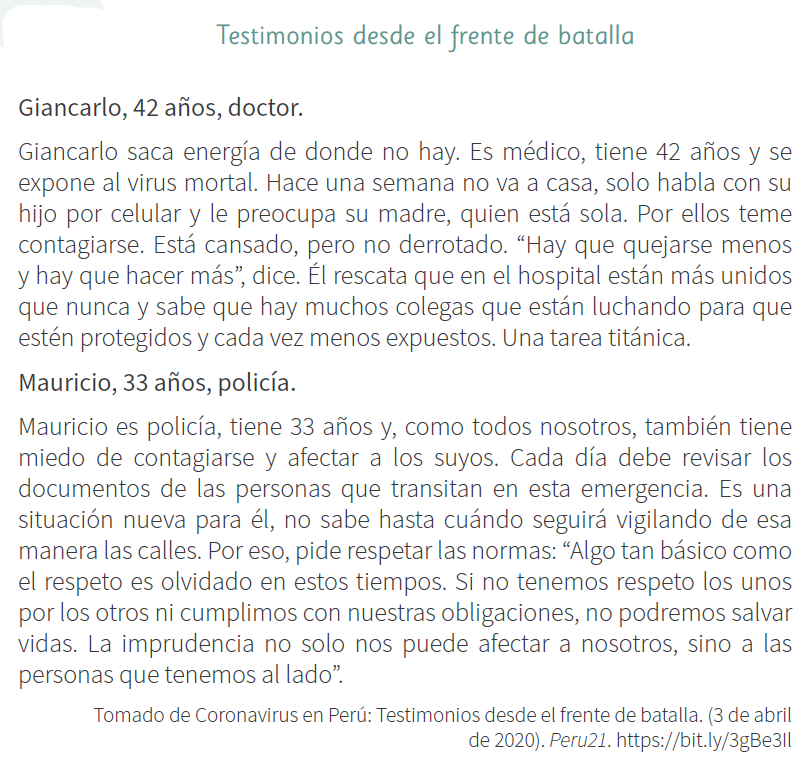 Testimonios desde el frente de batalla
Giancarlo, 42 años, doctor.
Giancarlo saca energía de donde no hay. Es médico, tiene 42 años y se
expone al virus mortal. Hace una semana no va a casa, solo habla con su
hijo por celular y le preocupa su madre, quien está sola. Por ellos teme
contagiarse. Está cansado, pero no derrotado. “Hay que quejarse menos
y hay que hacer más”, dice. Él rescata que en el hospital están más unidos
que nunca y sabe que hay muchos colegas que están luchando para que
estén protegidos y cada vez menos expuestos. Una tarea titánica.
Mauricio, 33 años, policía.
Mauricio es policía, tiene 33 años y, como todos nosotros, también tiene
miedo de contagiarse y afectar a los suyos. Cada día debe revisar los
documentos de las personas que transitan en esta emergencia. Es una
situación nueva para él, no sabe hasta cuándo seguirá vigilando de esa
manera las calles. Por eso, pide respetar las normas: “Algo tan básico como
el respeto es olvidado en estos tiempos. Si no tenemos respeto los unos
por los otros ni cumplimos con nuestras obligaciones, no podremos salvar
vidas. La imprudencia no solo nos puede afectar a nosotros, sino a las
personas que tenemos al lado”.
Tomado de Coronavirus en Perú: Testimonios desde el frente de batalla. (3 de abril
de 2020). Peru21. https://bit.ly/3gBe3Il